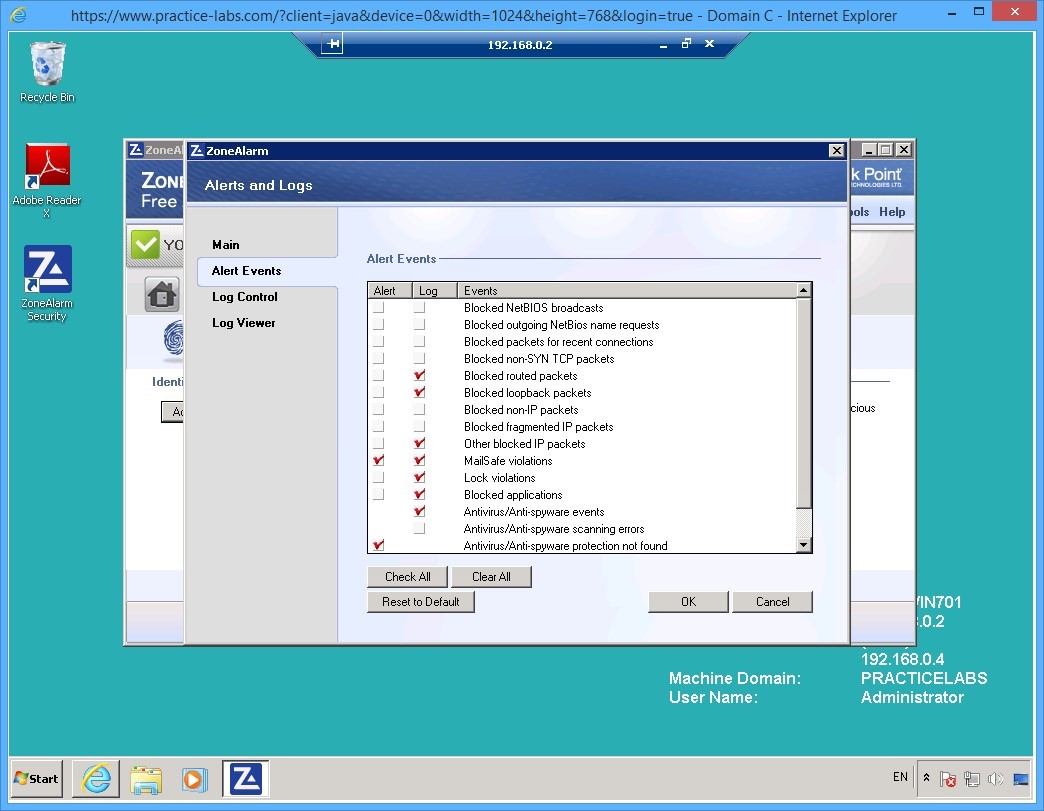 https://www.practice-labs.com/?client=java&device=0&width=1024&height=768&login=true - Domain C - Internet Explorer
192.168.0.2
Recycle Bin
Adobe Reader
X
ZoneAlarm
Security
ZoneAl
ZoneAlarm
ZONE
Free
k Point
TECHNOLOGIES LTD.
ools Help
Alerts and Logs
YO
Main
Alert Events
Log Control
Log Viewer
Identi
Ad
cious
Alert Events
Alert Log Events
Blocked NetBIOS broadcasts
Blocked outgoing NetBios name requests
Blocked packets for recent connections
Blocked non-SYN TCP packets
Blocked routed packets
Blocked loopback packets
Blocked non-IP packets
Blocked fragmented IP packets
Other blocked IP packets
MailSafe violations
Lock violations
Blocked applications
Antivirus/Anti-spyware events
Antivirus/Anti-spyware scanning errors
Antivirus/Anti-spyware protection not found
Check All Clear All
Reset to Default OK Cancel
WIN701
.0.2
192.168.0.4
Machine Domain: PRACTICELABS
User Name: Administrator
Start
EN